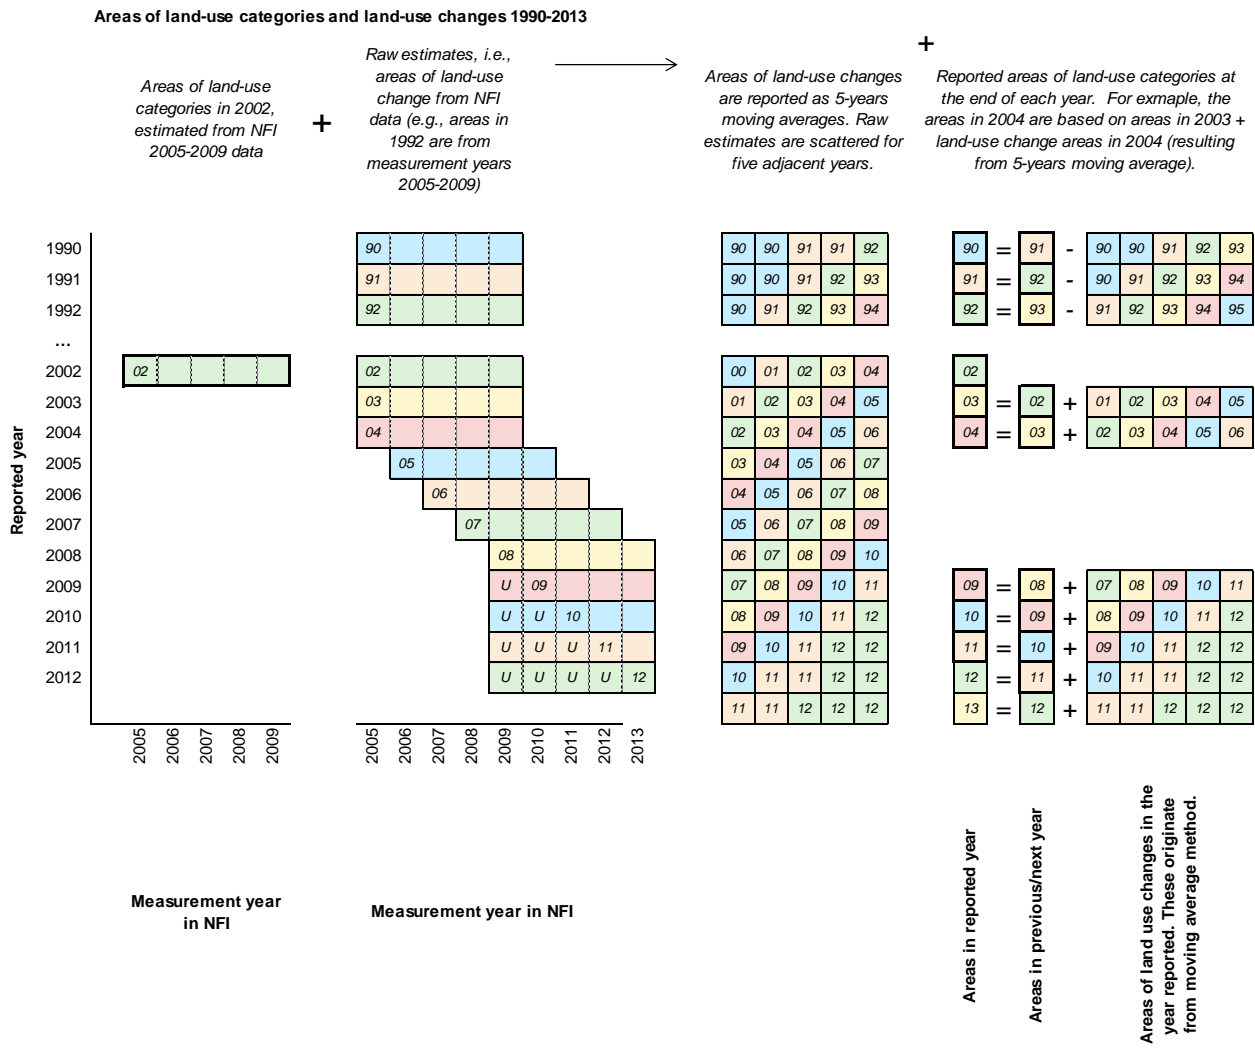 Areas of land-use categories and land-use changes 1990-2013
Areas of land-use
categories in 2002,
estimated from NFI
2005-2009 data
+
Raw estimates, i.e.,
areas of land-use
change from NFI
data (e.g., areas in
1992 are from
measurement years
2005-2009)
Areas of land-use changes
are reported as 5-years
moving averages. Raw
estimates are scattered for
five adjacent years.
+
Reported areas of land-use categories at
the end of each year.  For exmaple, the
areas in 2004 are based on areas in 2003 +
land-use change areas in 2004 (resulting
from 5-years moving average).
Reported year
1990 90 90 90 91 91 92 90 = 91 - 90 90 91 92 93
1991 91 90 90 91 92 93 91 = 92 - 90 91 92 93 94
1992 92 90 91 92 93 94 92 = 93 - 91 92 93 94 95
...
2002 02 02 00 01 02 03 04 02
2003 03 01 02 03 04 05 03 = 02 + 01 02 03 04 05
2004 04 02 03 04 05 06 04 = 03 + 02 03 04 05 06
2005 05 03 04 05 06 07
2006 06 04 05 06 07 08
2007 07 05 06 07 08 09
2008 08 06 07 08 09 10
2009 U 09 07 08 09 10 11 09 = 08 + 07 08 09 10 11
2010 U U 10 08 09 10 11 12 10 = 09 + 08 09 10 11 12
2011 U U U 11 09 10 11 12 12 11 = 10 + 09 10 11 12 12
2012 U U U U 12 10 11 11 12 12 12 = 11 + 10 11 11 12 12
11 11 12 12 12 13 = 12 + 11 11 12 12 12
2005 2006 2007 2008 2009
2005 2006 2007 2008 2009 2010 2011 2012 2013
Measurement year
in NFI
Measurement year in NFI
Areas in reported year
Areas in previous/next year
Areas of land use changes in the
year reported. These originate
from moving average method.